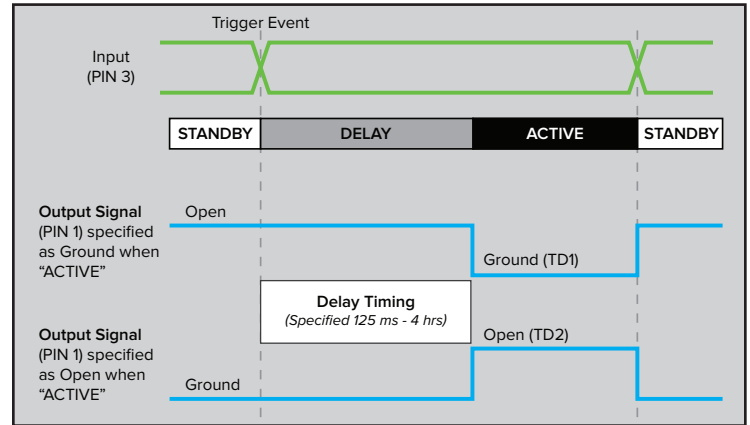 Trigger Event
Input
(PIN 3)
STANDBY DELAY ACTIVE STANDBY
Output Signal
(PIN 1) specified
as Ground when
“ACTIVE”
Open
Ground (TD1)
Delay Timing
(Specified 125 ms - 4 hrs)
Output Signal
(PIN 1) specified
as Open when
“ACTIVE”
Open (TD2)
Ground